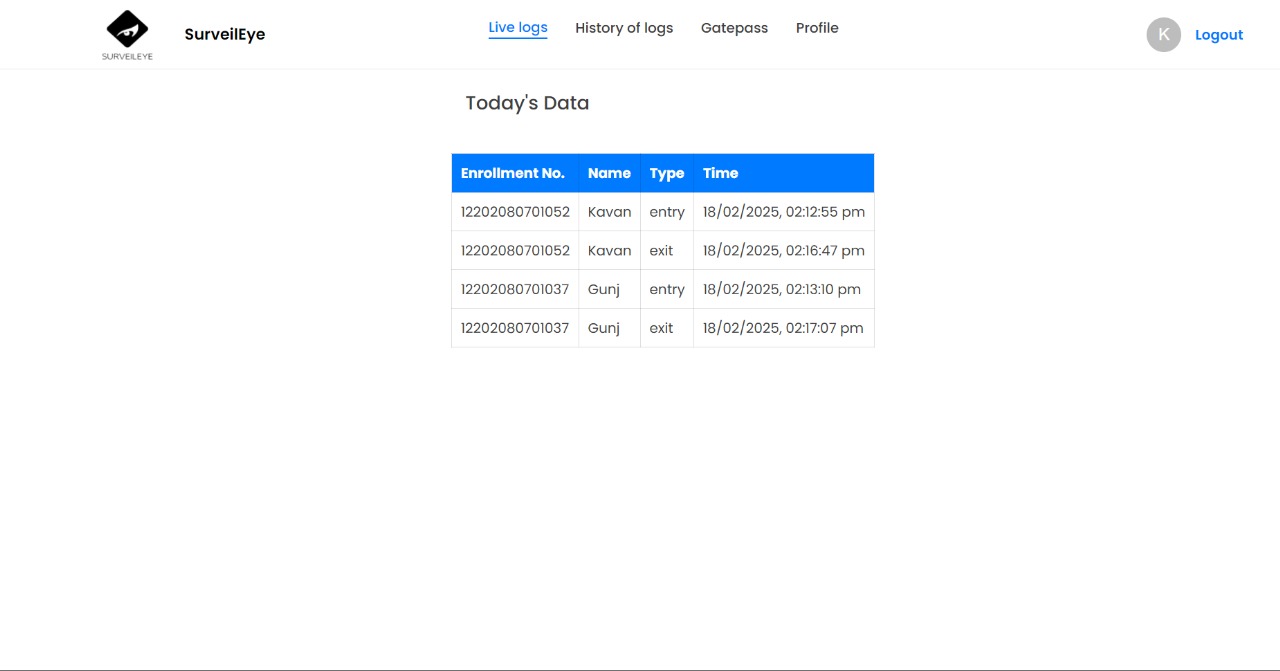 SURVEILEYE
SurveilEye
Live logs History of logs Gatepass Profile
K Logout
Today's Data
Enrollment No. Name Type Time
12202080701052 Kavan entry 18/02/2025, 02:12:55 pm
12202080701052 Kavan exit 18/02/2025, 02:16:47 pm
12202080701037 Gunj entry 18/02/2025, 02:13:10 pm
12202080701037 Gunj exit 18/02/2025, 02:17:07 pm